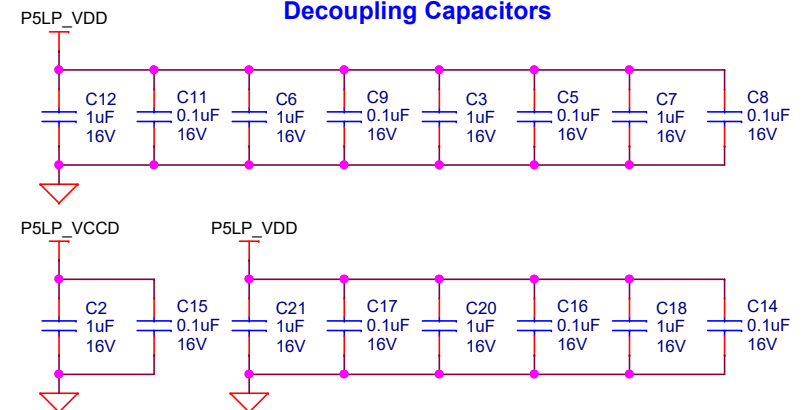 Decoupling Capacitors
P5LP_VDD
C12
1uF
16V
C11
0.1uF
16V
C6
1uF
16V
C9
0.1uF
16V
C3
1uF
16V
C5
0.1uF
16V
C7
1uF
16V
C8
0.1uF
16V
P5LP_VCCD
C2
1uF
16V
C15
0.1uF
16V
P5LP_VDD
C21
1uF
16V
C17
0.1uF
16V
C20
1uF
16V
C16
0.1uF
16V
C18
1uF
16V
C14
0.1uF
16V